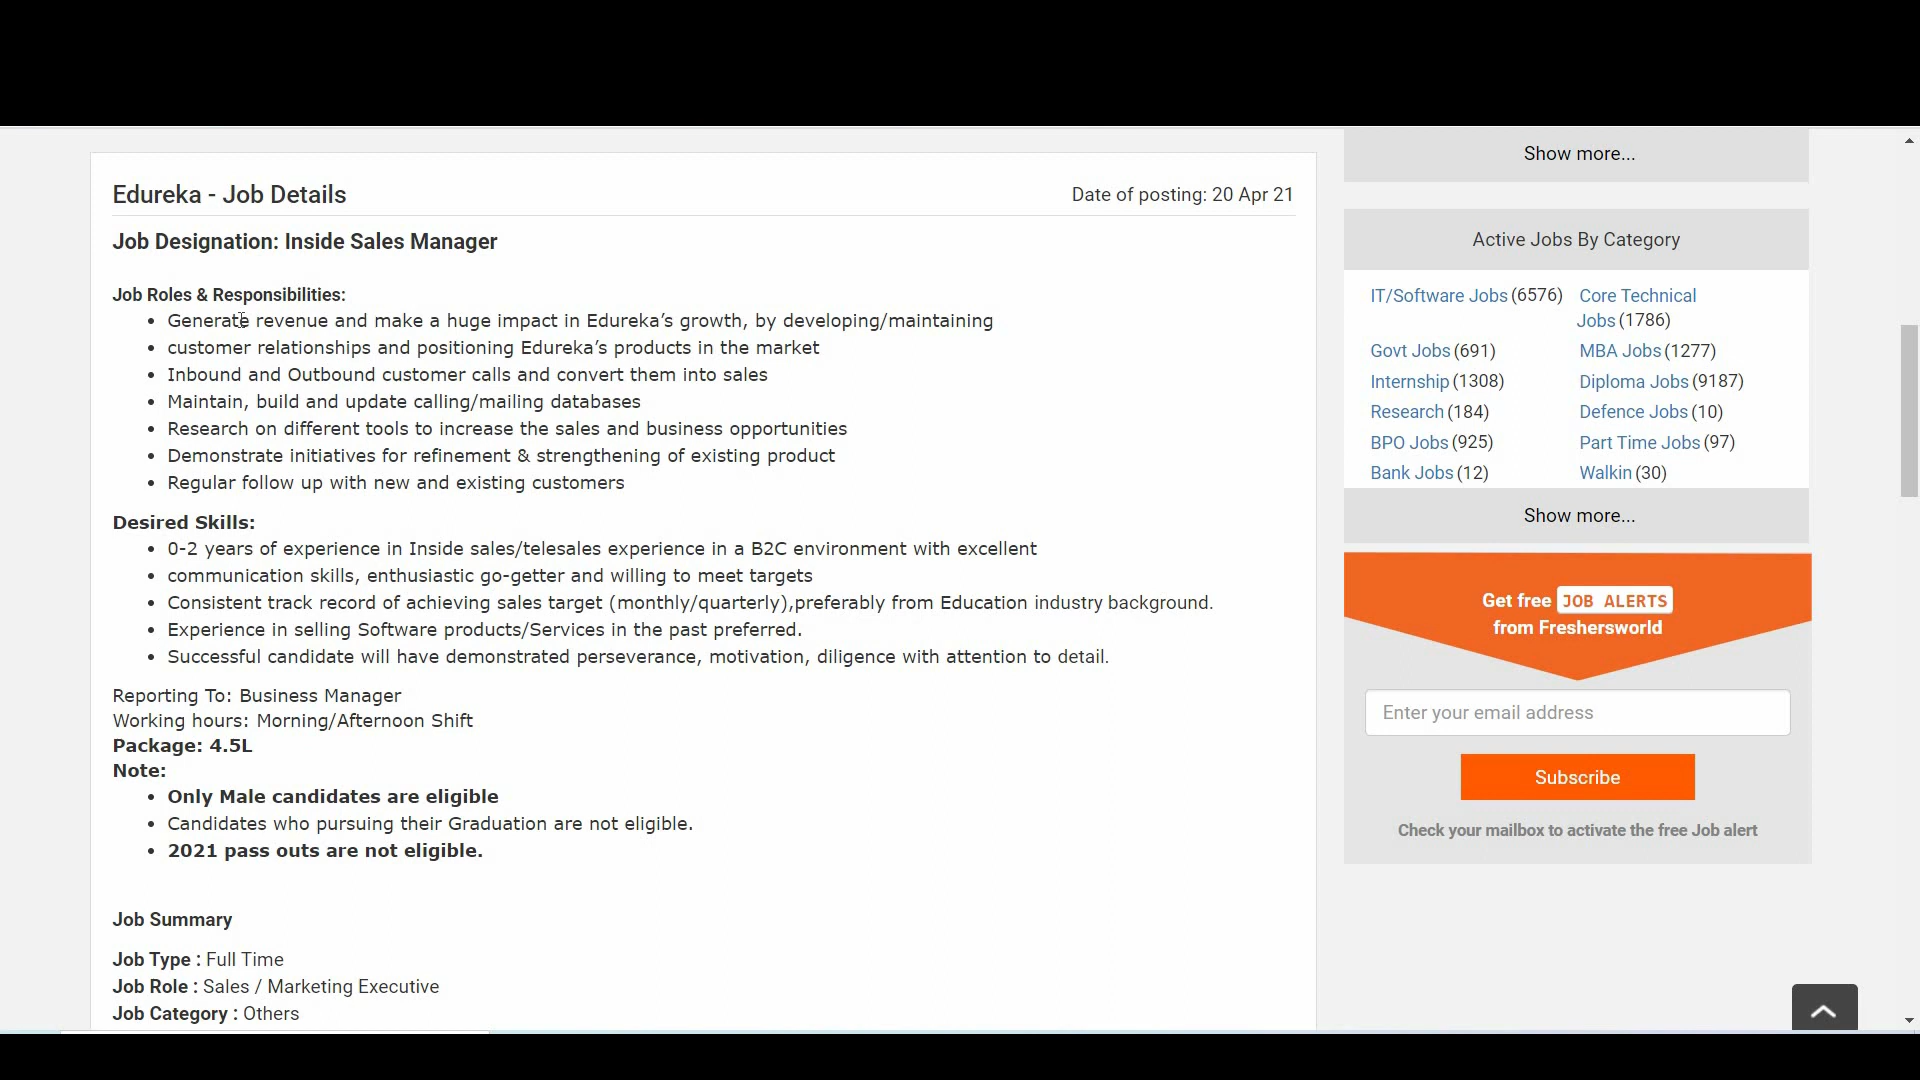 Edureka - Job Details
Date of posting: 20 Apr 21
Job Designation: Inside Sales Manager
Job Roles & Responsibilities:
• Generate revenue and make a huge impact in Edureka’s growth, by developing/maintaining
• customer relationships and positioning Edureka’s products in the market
• Inbound and Outbound customer calls and convert them into sales
• Maintain, build and update calling/mailing databases
• Research on different tools to increase the sales and business opportunities
• Demonstrate initiatives for refinement & strengthening of existing product
• Regular follow up with new and existing customers
Desired Skills:
• 0-2 years of experience in Inside sales/telesales experience in a B2C environment with excellent
• communication skills, enthusiastic go-getter and willing to meet targets
• Consistent track record of achieving sales target (monthly/quarterly),preferably from Education industry background.
• Experience in selling Software products/Services in the past preferred.
• Successful candidate will have demonstrated perseverance, motivation, diligence with attention to detail.
Reporting To: Business Manager
Working hours: Morning/Afternoon Shift
Package: 4.5L
Note:
• Only Male candidates are eligible
• Candidates who pursuing their Graduation are not eligible.
• 2021 pass outs are not eligible.
Job Summary
Job Type : Full Time
Job Role : Sales / Marketing Executive
Job Category : Others
Show more...
Active Jobs By Category
IT/Software Jobs (6576) Core Technical
Jobs (1786)
Govt Jobs (691) MBA Jobs (1277)
Internship (1308) Diploma Jobs (9187)
Research (184) Defence Jobs (10)
BPO Jobs (925) Part Time Jobs (97)
Bank Jobs (12) Walkin (30)
Show more...
Get free JOB ALERTS
from Freshersworld
Enter your email address
Subscribe
Check your mailbox to activate the free Job alert